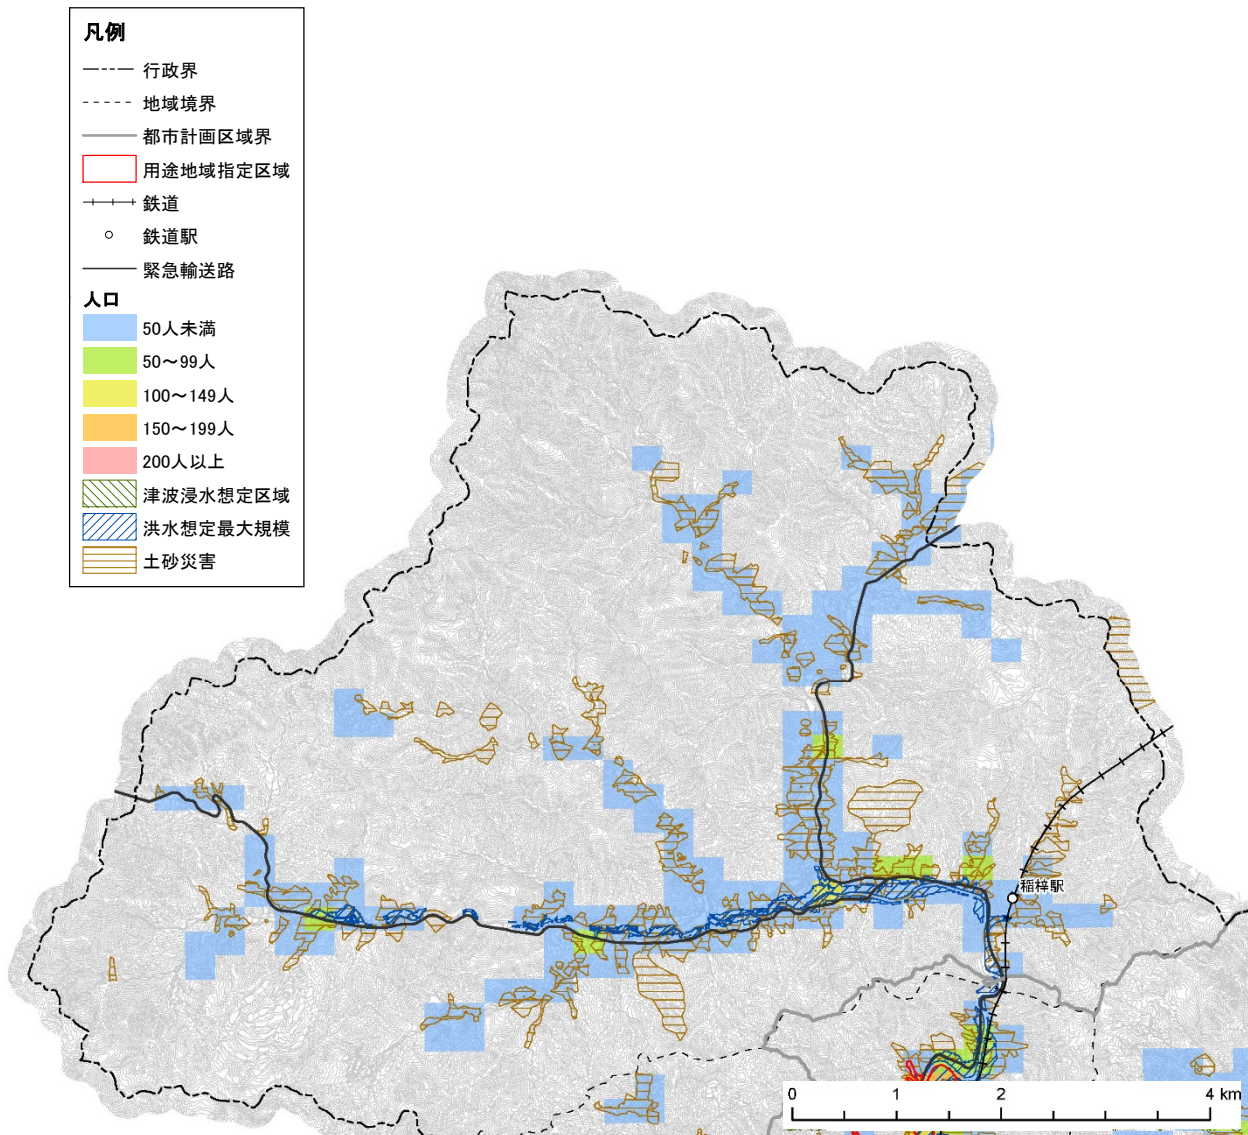 凡例
行政界
地域境界
都市計画区域界
用途地域指定区域
鉄道
鉄道駅
緊急輸送路
人口
50人未満
50～99人
100～149人
150～199人
200人以上
津波浸水想定区域
洪水想定最大規模
土砂災害
稲梓駅
0 1 2 4 km